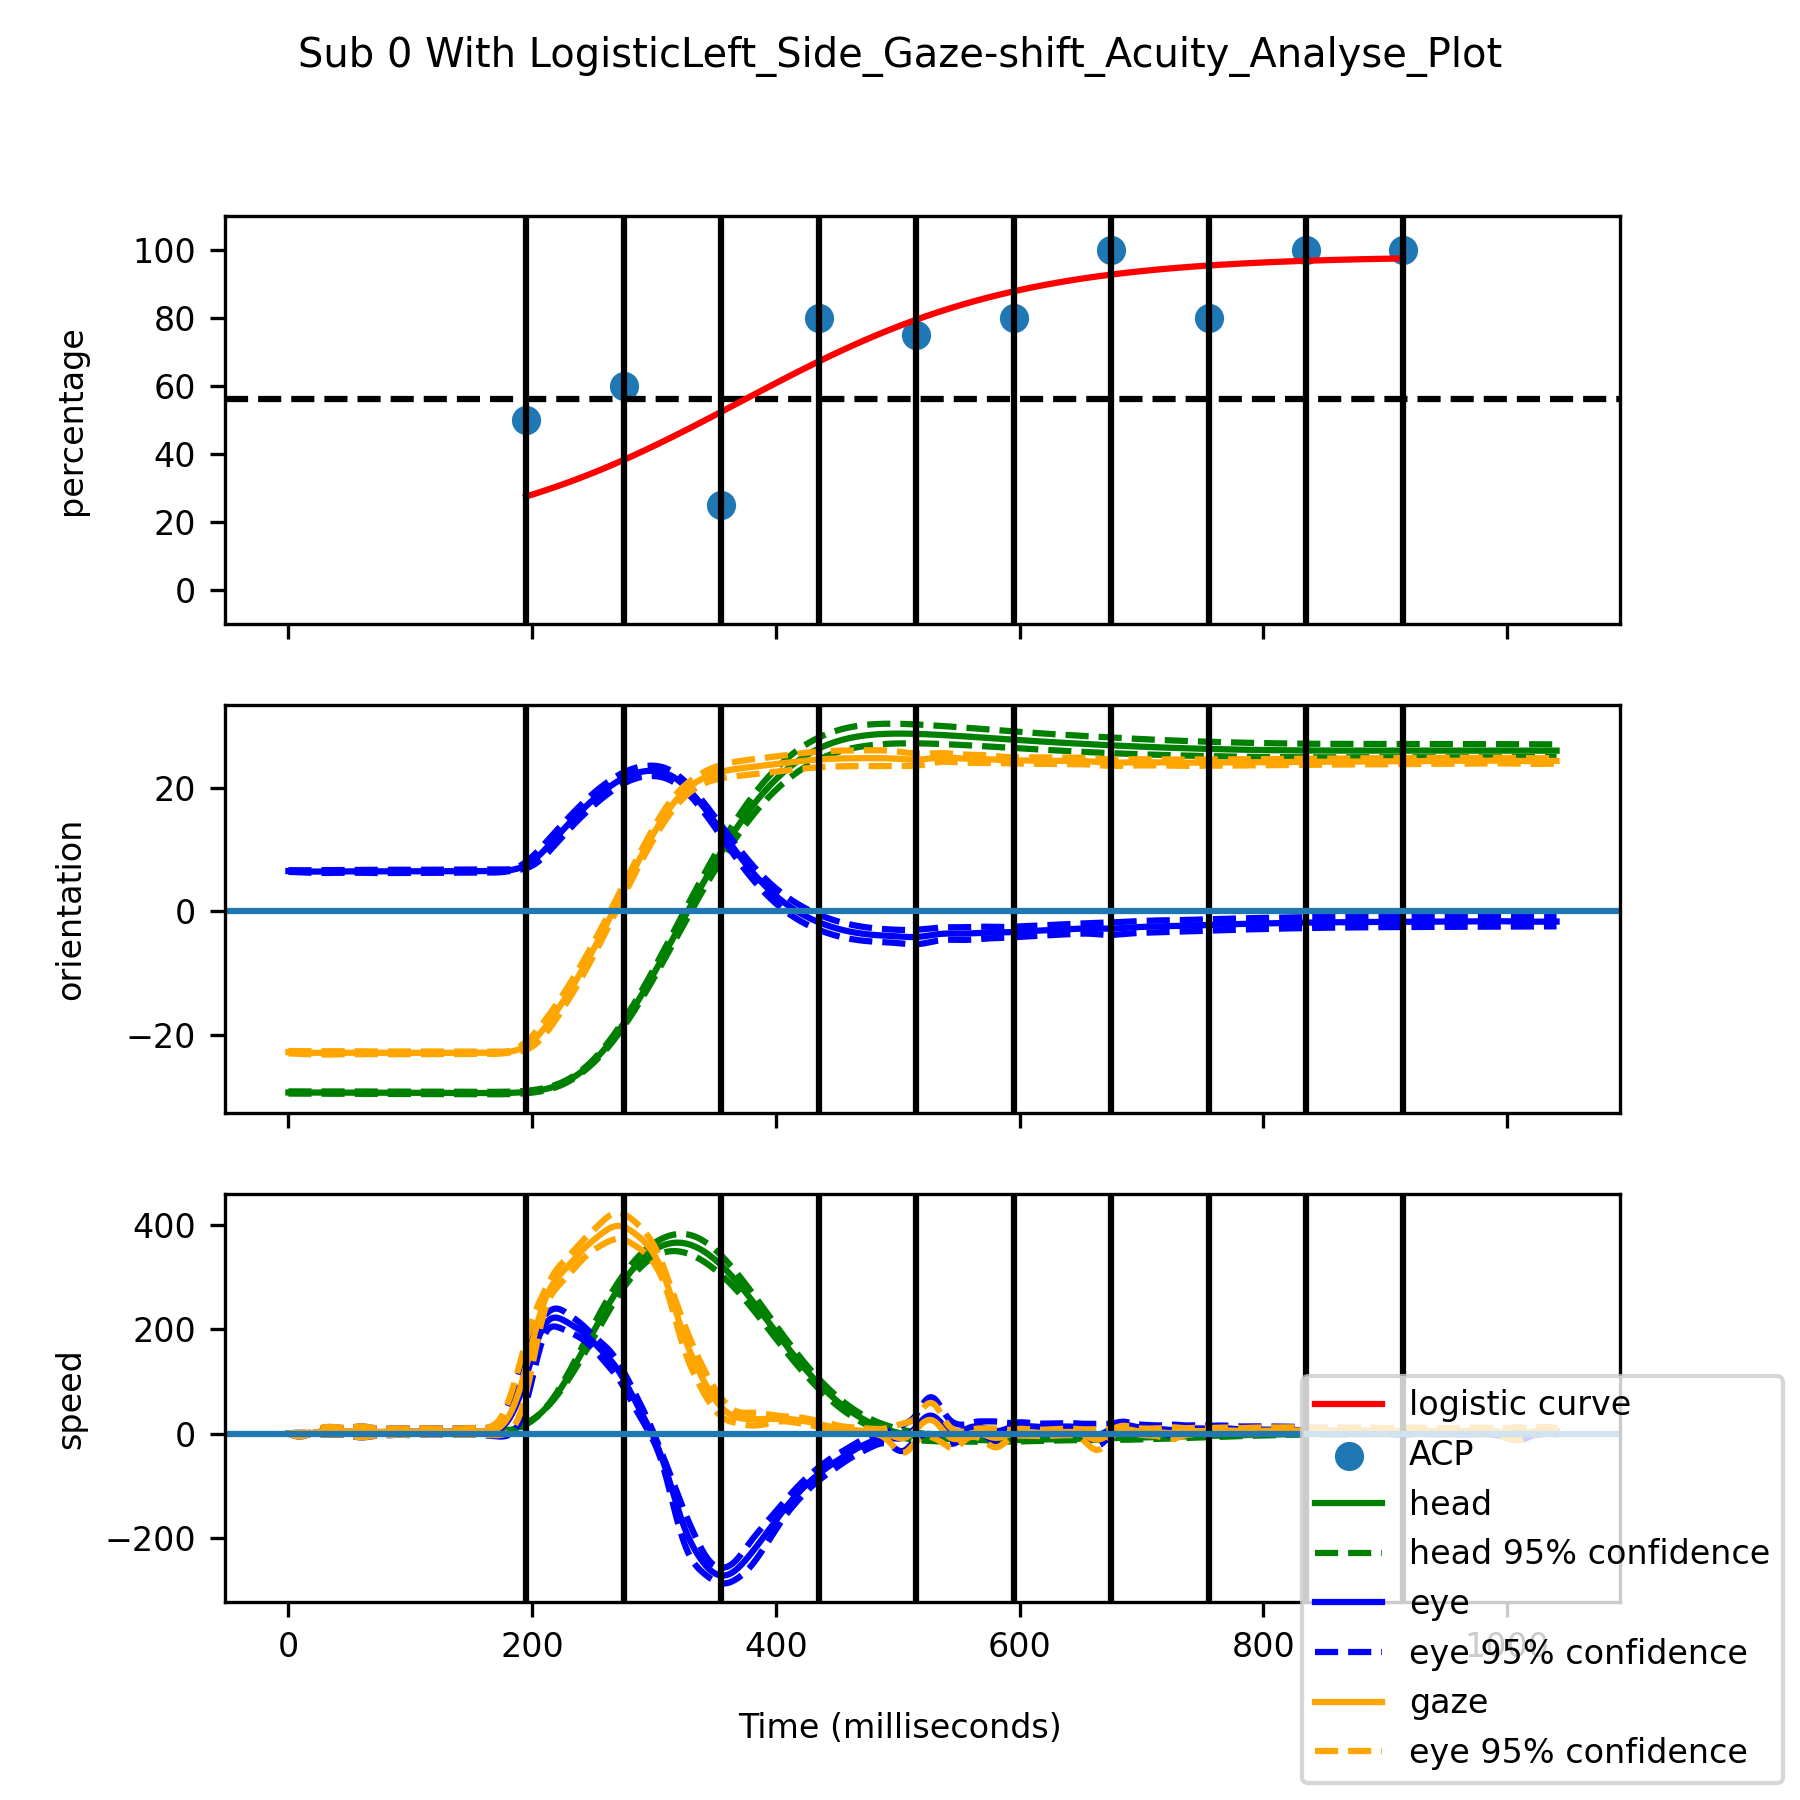 Sub 0 With LogisticLeft_Side_Gaze-shift_Acuity_Analyse_Plot
percentage
100
80
60
40
20
0
orientation
20
0
−20
speed
400
200
0
−200
0 200 400 600 800 1000
Time (milliseconds)
logistic curve
ACP
head
head 95% confidence
eye
eye 95% confidence
gaze
eye 95% confidence